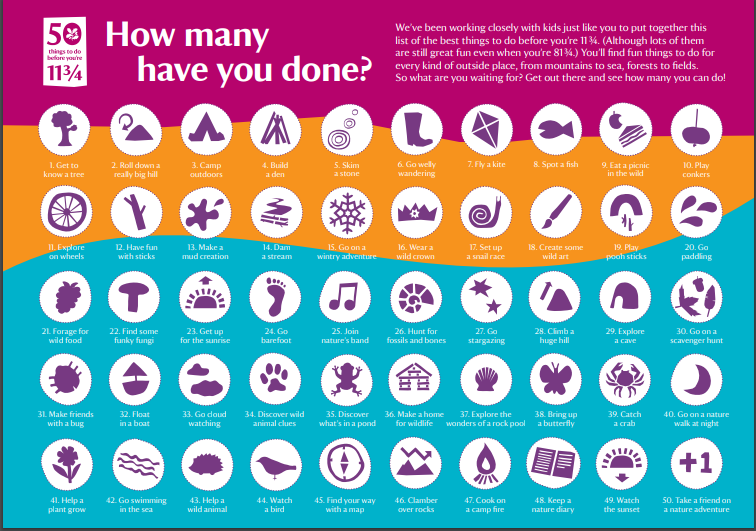 50
things to do
before you're
11¾
How many
have you done?
We've been working closely with kids just like you to put together this
list of the best things to do before you're 11¾. (Although lots of them
are still great fun even when you're 81¾.) You'll find fun things to do for
every kind of outside place, from mountains to sea, forests to fields.
So what are you waiting for? Get out there and see how many you can do!
1. Get to
know a tree
2. Roll down a
really big hill
3. Camp
outdoors
4. Build
a den
5. Skim
a stone
6. Go welly
wandering
7. Fly a kite
8. Spot a fish
9. Eat a picnic
in the wild
10. Play
conkers
11. Explore
on wheels
12. Have fun
with sticks
13. Make a
mud creation
14. Dam
a stream
15. Go on a
wintry adventure
16. Wear a
wild crown
17. Set up
a snail race
18. Create some
wild art
19. Play
pooh sticks
20. Go
paddling
21. Forage for
wild food
22. Find some
funky fungi
23. Get up
for the sunrise
24. Go
barefoot
25. Join
nature's band
26. Hunt for
fossils and bones
27. Go
stargazing
28. Climb a
huge hill
29. Explore
a cave
30. Go on a
scavenger hunt
31. Make friends
with a bug
32. Float
in a boat
33. Go cloud
watching
34. Discover wild
animal clues
35. Discover
what's in a pond
36. Make a home
for wildlife
37. Explore the
wonders of a rock pool
38. Bring up
a butterfly
39. Catch
a crab
40. Go on a nature
walk at night
+1
41. Help a
plant grow
42. Go swimming
in the sea
43. Help a
wild animal
44. Watch
a bird
45. Find your way
with a map
46. Clamber
over rocks
47. Cook on
a camp fire
48. Keep a
nature diary
49. Watch
the sunset
50. Take a friend on
a nature adventure